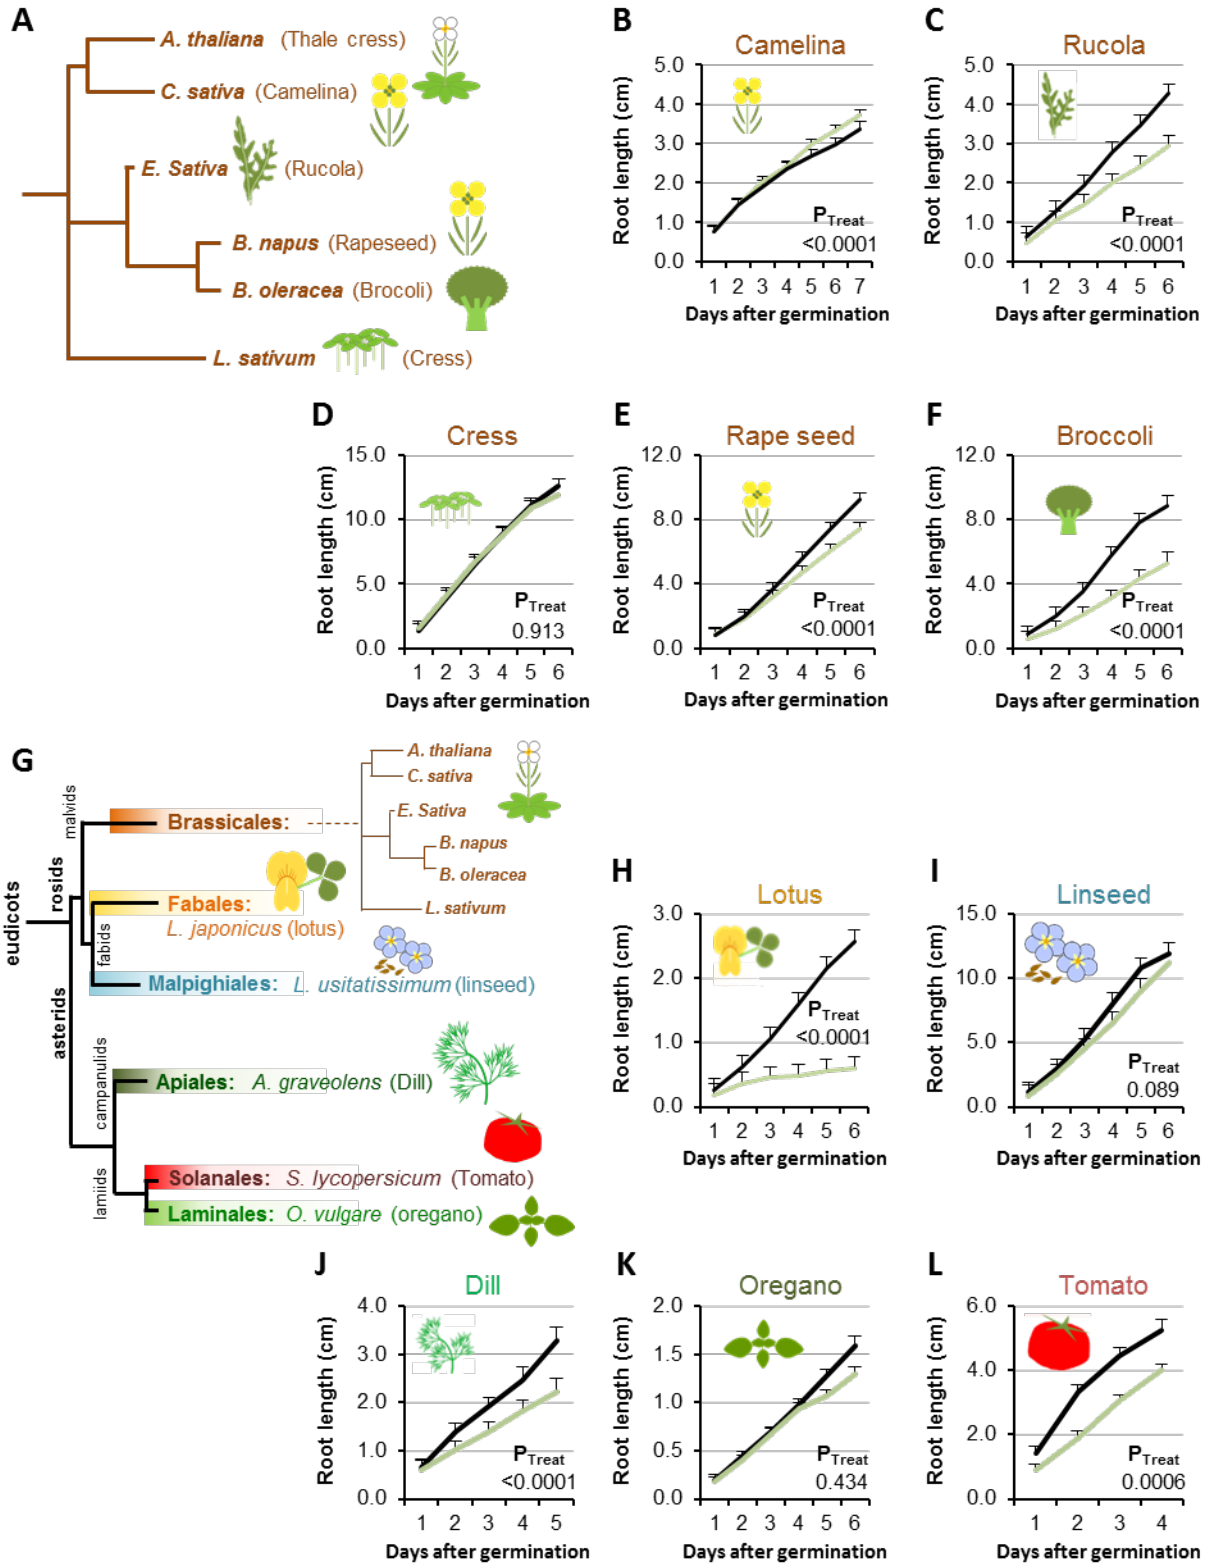 A
A. thaliana (Thale cress)
C. sativa (Camelina)
E. Sativa (Rucola)
B. napus (Rapeseed)
B. oleracea (Brocoli)
L. sativum (Cress)
B
Camelina
Root length (cm)
5.0
4.0
3.0
2.0
1.0
0.0
PTreat
<0.0001
1 2 3 4 5 6 7
Days after germination
C
Rucola
Root length (cm)
5.0
4.0
3.0
2.0
1.0
0.0
PTreat
<0.0001
1 2 3 4 5 6
Days after germination
D
Cress
Root length (cm)
15.0
10.0
5.0
0.0
PTreat
0.913
1 2 3 4 5 6
Days after germination
E
Rape seed
Root length (cm)
12.0
8.0
4.0
0.0
PTreat
<0.0001
1 2 3 4 5 6
Days after germination
F
Broccoli
Root length (cm)
12.0
8.0
4.0
0.0
PTreat
<0.0001
1 2 3 4 5 6
Days after germination
G
eudicots
rosids
asterids
malvids
fabids
campanulids
lamiids
Brassicales:
A. thaliana
C. sativa
E. Sativa
B. napus
B. oleracea
L. sativum
Fabales:
L. japonicus (lotus)
Malpighiales: L. usitatissimum (linseed)
Apiales: A. graveolens (Dill)
Solanales: S. lycopersicum (Tomato)
Laminales: O. vulgare (oregano)
H
Lotus
Root length (cm)
3.0
2.0
1.0
0.0
PTreat
<0.0001
1 2 3 4 5 6
Days after germination
I
Linseed
Root length (cm)
15.0
10.0
5.0
0.0
PTreat
0.089
1 2 3 4 5 6
Days after germination
J
Dill
Root length (cm)
4.0
3.0
2.0
1.0
0.0
PTreat
<0.0001
1 2 3 4 5
Days after germination
K
Oregano
Root length (cm)
2.0
1.5
1.0
0.5
0.0
PTreat
0.434
1 2 3 4 5 6
Days after germination
L
Tomato
Root length (cm)
6.0
4.0
2.0
0.0
PTreat
0.0006
1 2 3 4
Days after germination